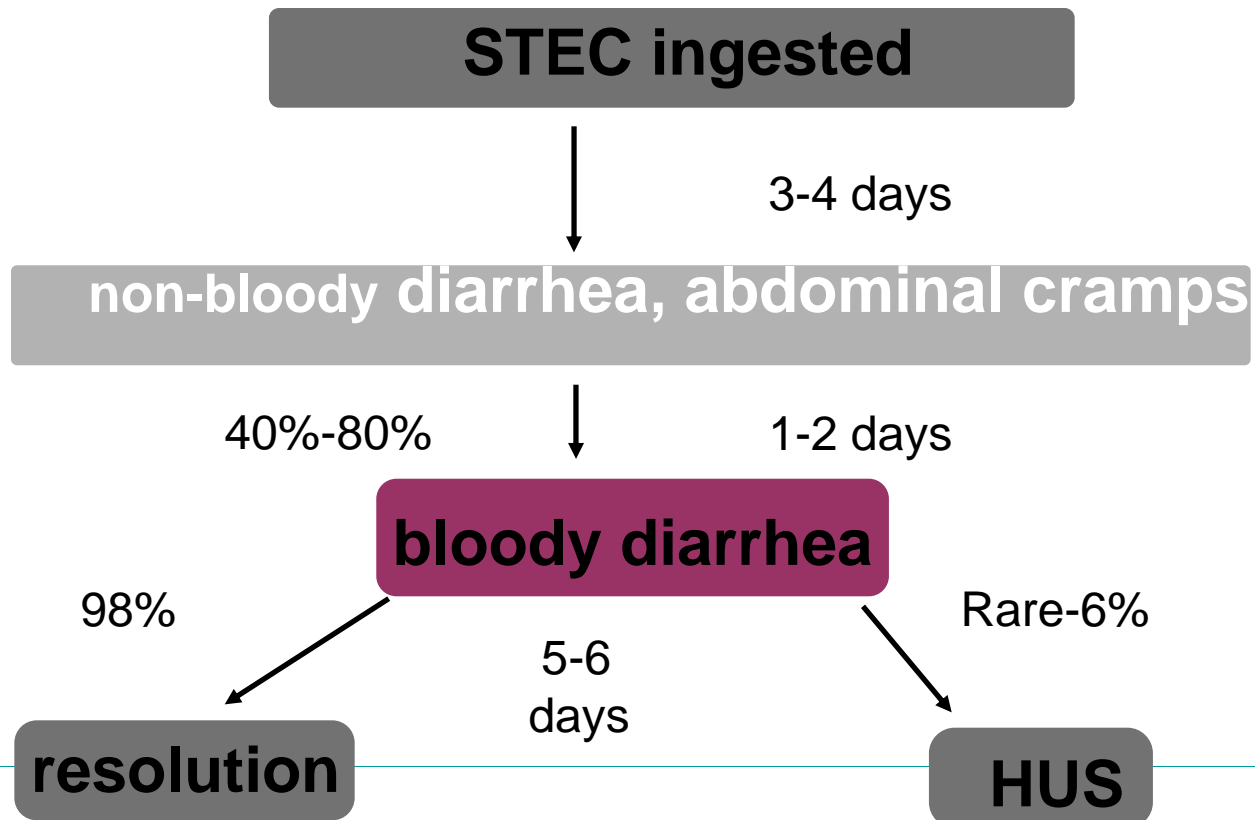 STEC ingested
3-4 days
non-bloody diarrhea, abdominal cramps
40%-80%
1-2 days
bloody diarrhea
98%
Rare-6%
5-6
days
resolution
HUS